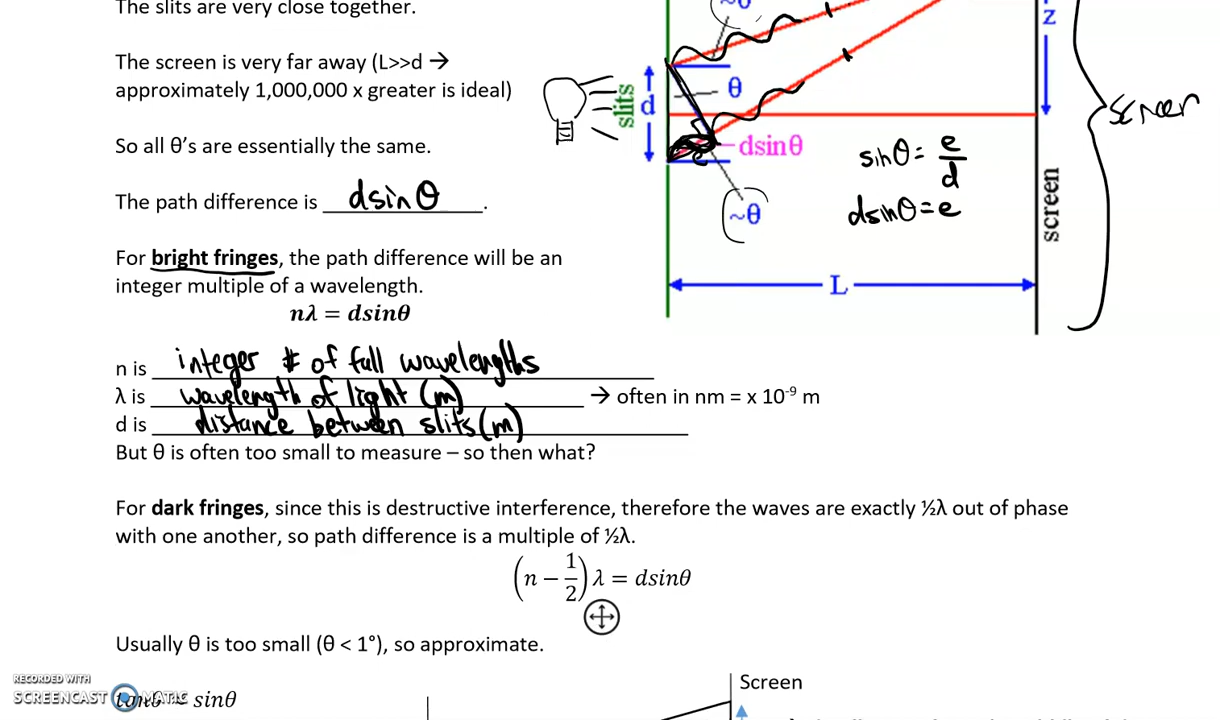 The slits are very close together.
~θ
z
The screen is very far away (L>>d →
approximately 1,000,000 x greater is ideal)
slits
d
θ
screen
So all θ's are essentially the same.
dsinθ
sinθ = e/d
e
The path difference is dsinθ.
~θ
dsinθ=e
screen
For bright fringes, the path difference will be an
integer multiple of a wavelength.
L
nλ = dsinθ
n is integer # of full wavelengths
λ is wavelength of light (m) → often in nm = x 10⁻⁹ m
d is distance between slits (m)
But θ is often too small to measure – so then what?
For dark fringes, since this is destructive interference, therefore the waves are exactly ½λ out of phase
with one another, so path difference is a multiple of ½λ.
(n − 1/2) λ = dsinθ
Usually θ is too small (θ < 1°), so approximate.
RECORDED WITH
SCREENCAST MATIC
tanθ ≈ sinθ
Screen